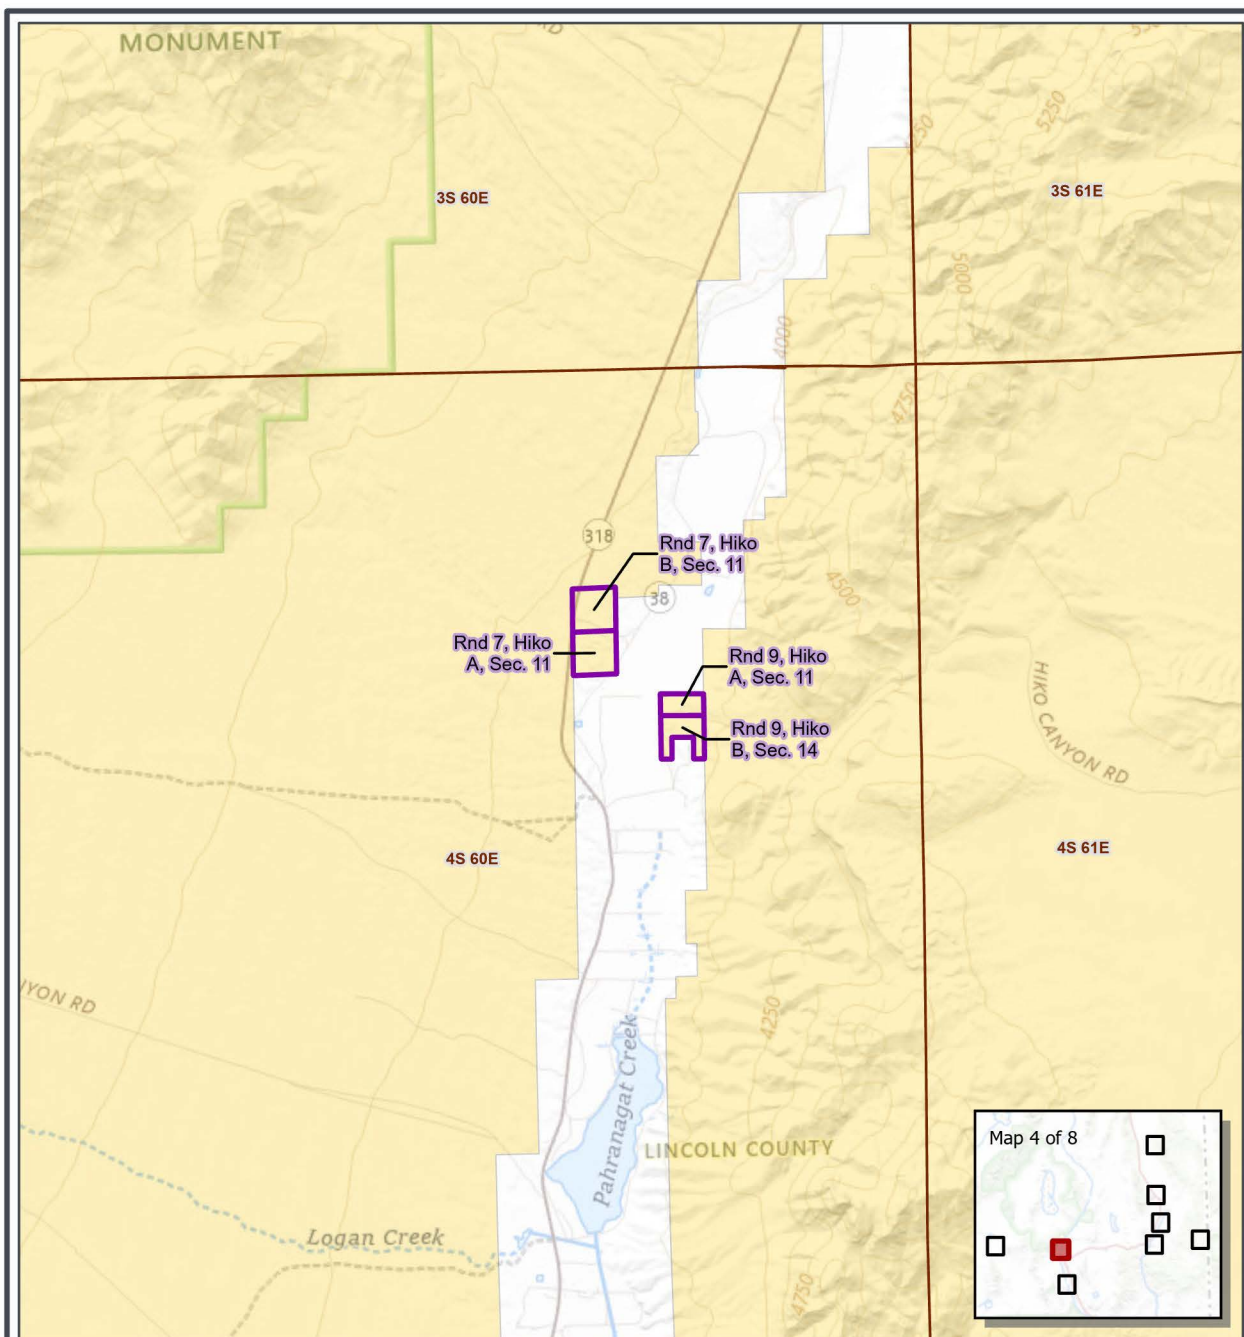 RD
MONUMENT
5250
5250
3S 60E
3S 61E
5000
4000
4750
318
Rnd 7, Hiko
B, Sec. 11
4500
38
Rnd 7, Hiko
A, Sec. 11
Rnd 9, Hiko
A, Sec. 11
HIKO CANYON RD
Rnd 9, Hiko
B, Sec. 14
4S 60E
4S 61E
YON RD
4250
Pahranagat Creek
LINCOLN COUNTY
Map 4 of 8
Logan Creek
4750